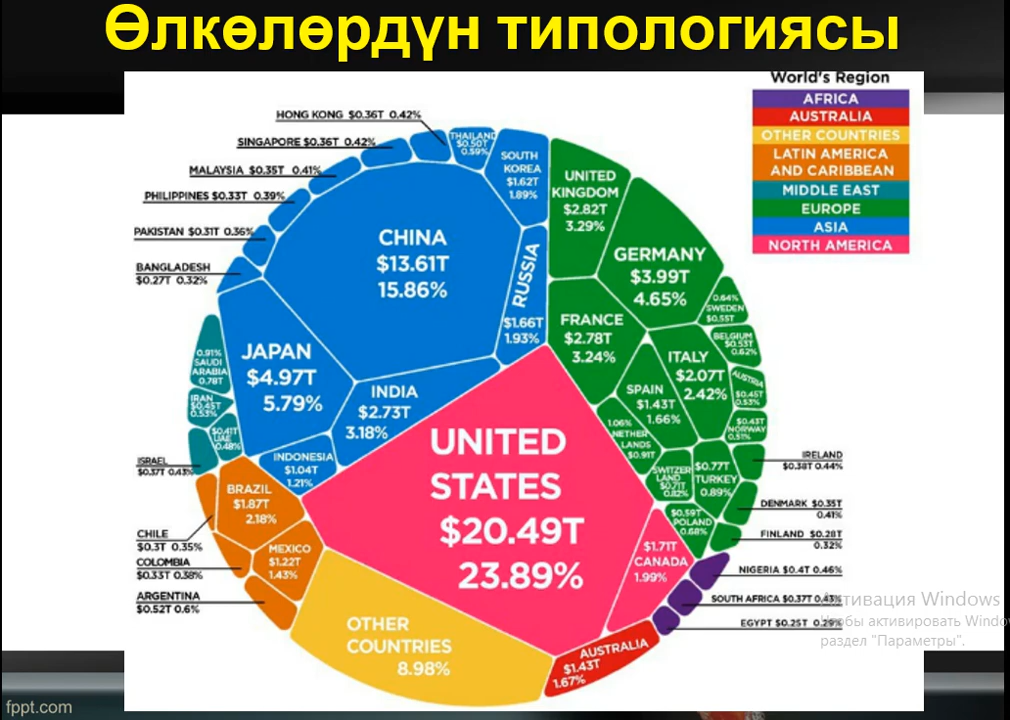 Өлкөлөрдүн типологиясы
World's Region
AFRICA
AUSTRALIA
OTHER COUNTRIES
LATIN AMERICA
AND CARIBBEAN
MIDDLE EAST
EUROPE
ASIA
NORTH AMERICA
HONG KONG $0.36T 0.42%
SINGAPORE $0.36T 0.42%
MALAYSIA $0.35T 0.41%
PHILIPPINES $0.33T 0.39%
PAKISTAN $0.31T 0.36%
BANGLADESH
$0.27T 0.32%
THAILAND
$0.50T
0.59%
SOUTH
KOREA
$1.62T
1.89%
CHINA
$13.61T
15.86%
RUSSIA
$1.66T
1.93%
JAPAN
$4.97T
5.79%
INDIA
$2.73T
3.18%
INDONESIA
$1.04T
1.21%
UNITED
KINGDOM
$2.82T
3.29%
GERMANY
$3.99T
4.65%
FRANCE
$2.78T
3.24%
ITALY
$2.07T
2.42%
SPAIN
$1.43T
1.66%
0.64%
SWEDEN
$0.55T
BELGIUM
$0.53T
0.62%
AUSTRIA
$0.45T
0.53%
$0.43T
NORWAY
0.51%
1.06%
NETHER
LANDS
$0.91T
SWITZER
LAND
$0.71T
0.82%
$0.77T
TURKEY
0.89%
$0.59T
POLAND
0.68%
IRELAND
$0.38T 0.44%
DENMARK $0.35T
0.41%
FINLAND $0.28T
0.32%
0.91%
SAUDI
ARABIA
0.78T
IRAN
$0.45T
0.53%
$0.41T
UAE
0.48%
ISRAEL
$0.37T 0.43%
BRAZIL
$1.87T
2.18%
MEXICO
$1.22T
1.43%
CHILE
$0.3T 0.35%
COLOMBIA
$0.33T 0.38%
ARGENTINA
$0.52T 0.6%
UNITED
STATES
$20.49T
23.89%
$1.71T
CANADA
1.99%
NIGERIA $0.4T 0.46%
SOUTH AFRICA $0.37T 0.43%
EGYPT $0.25T 0.29%
OTHER
COUNTRIES
8.98%
AUSTRALIA
$1.43T
1.67%
Активация Windows
Чтобы активировать Windo
раздел "Параметры".
fppt.com